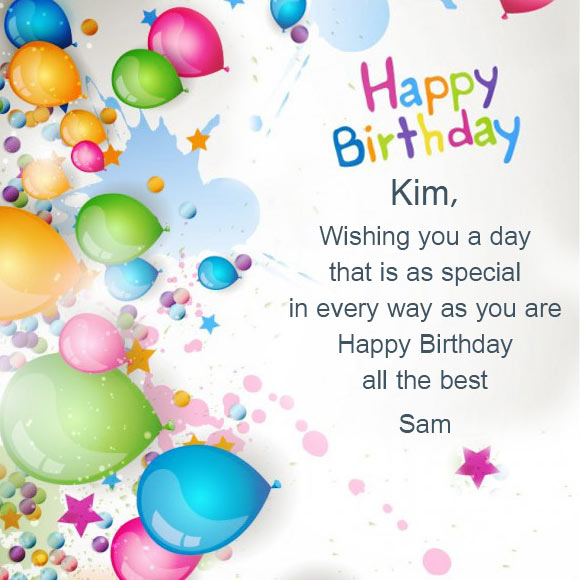 Happy
Birthday
Kim,
Wishing you a day
that is as special
in every way as you are
Happy Birthday
all the best
Sam